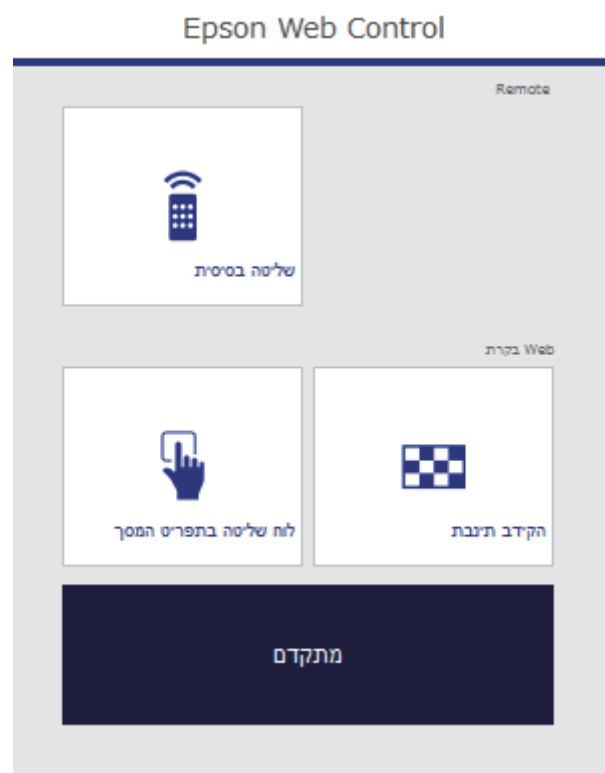 Epson Web Control
Remote
שליטה בסיסית
Web בקרת
הקידב תינבת
לוח שליטה בתפריט המסך
מתקדם